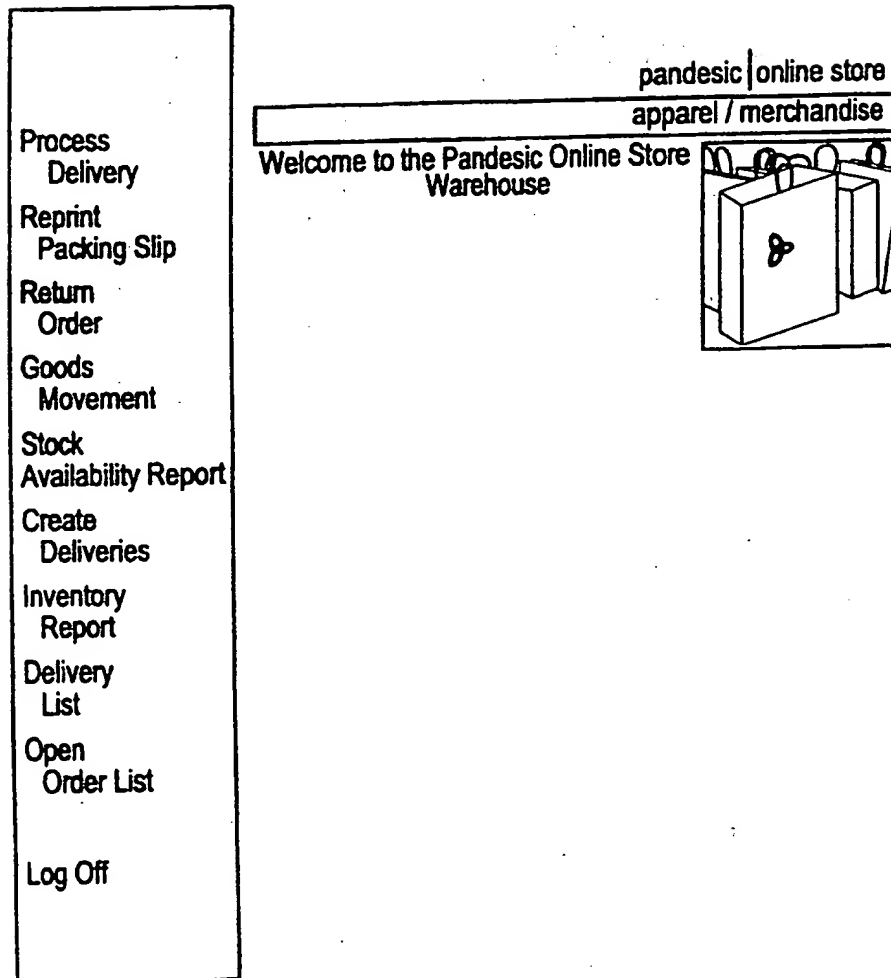 pandesic | online store
apparel / merchandise
Welcome to the Pandesic Online Store
Warehouse
Process
Delivery
Reprint
Packing Slip
Return
Order
Goods
Movement
Stock
Availability Report
Create
Deliveries
Inventory
Report
Delivery
List
Open
Order List
Log Off